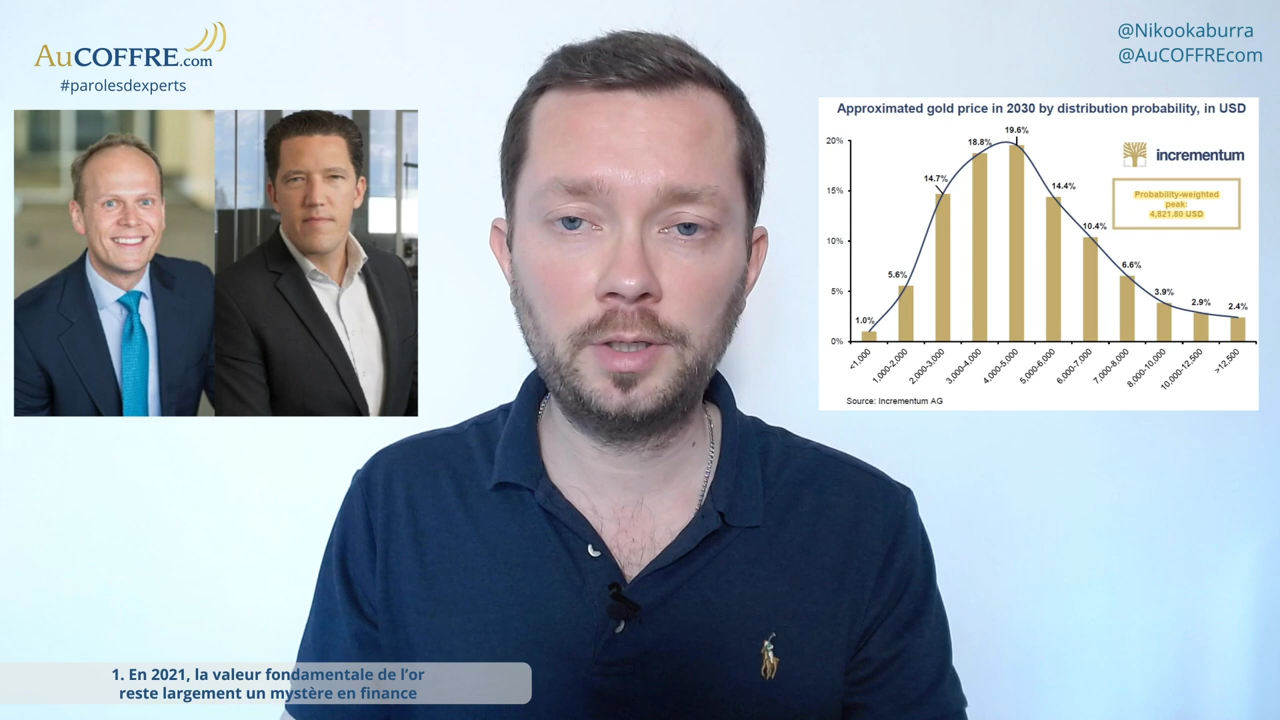 AuCOFFRE.com
#parolesdexperts
@Nikookaburra
@AuCOFFREcom
Approximated gold price in 2030 by distribution probability, in USD
incrementum
Probability-weighted
peak:
4,821.80 USD
20%
15%
10%
5%
0%
1.0%
5.6%
14.7%
18.8%
19.6%
14.4%
10.4%
6.6%
3.9%
2.9%
2.4%
<1,000
1,000-2,000
2,000-3,000
3,000-4,000
4,000-5,000
5,000-6,000
6,000-7,000
7,000-8,000
8,000-10,000
10,000-12,500
>12,500
Source: Incrementum AG
1. En 2021, la valeur fondamentale de l’or
reste largement un mystère en finance